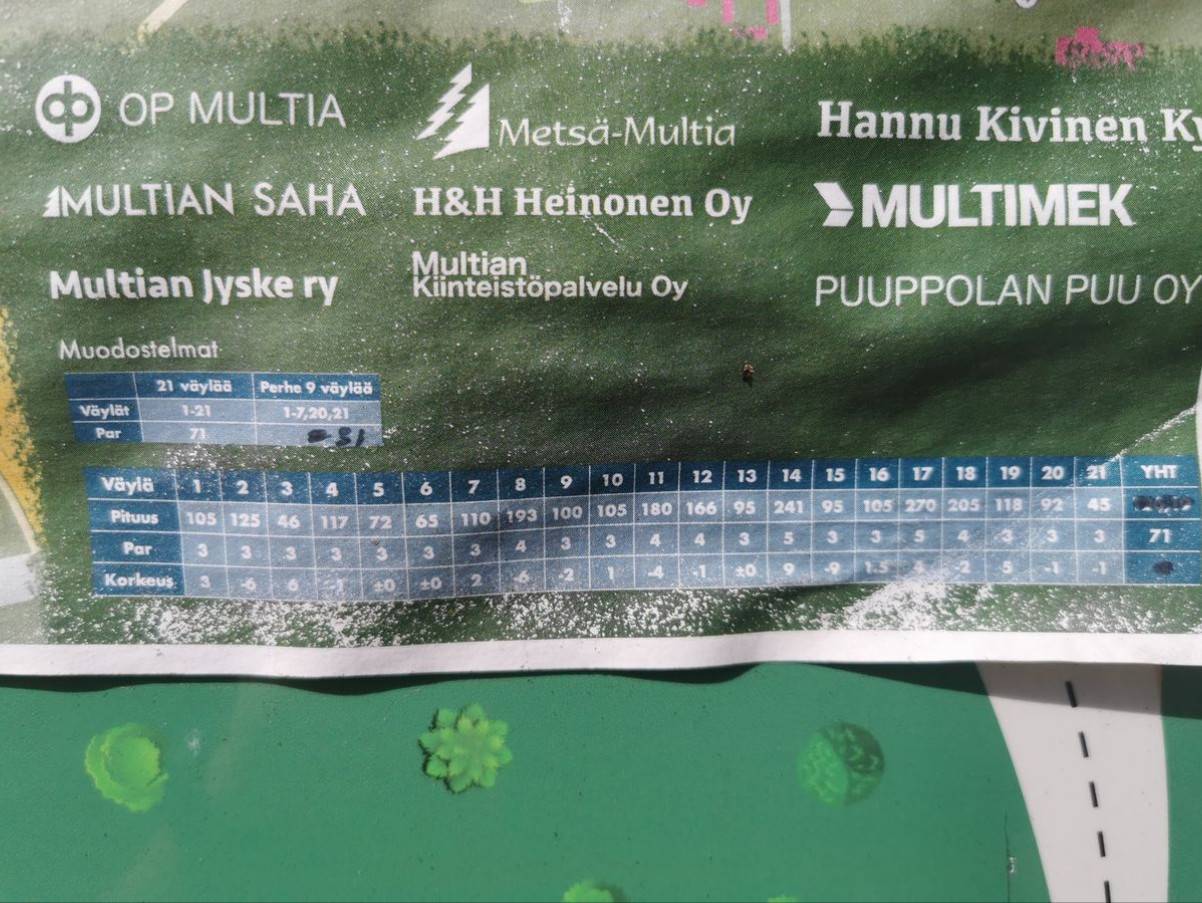 OP MULTIA
Metsä-Multia
Hannu Kivinen Ky
MULTIAN SAHA
H&H Heinonen Oy
MULTIMEK
Multian Jyske ry
Multian
Kiinteistöpalvelu Oy
PUUPPOLAN PUU OY
Muodostelmat
21 väylää Perhe 9 väylää
Väylät 1-21 1-7,20,21
Par 71
Väylä 1 2 3 4 5 6 7 8 9 10 11 12 13 14 15 16 17 18 19 20 21 YHT
Pituus 105 125 46 117 72 65 110 193 100 105 180 166 95 241 95 105 270 205 118 92 45
Par 3 3 3 3 3 3 3 4 3 3 4 4 3 5 3 3 5 4 3 3 3 71
Korkeus 3 -6 6 -1 ±0 ±0 2 -6 -2 1 -4 -1 ±0 9 -9 1.5 -2 5 -1 -1